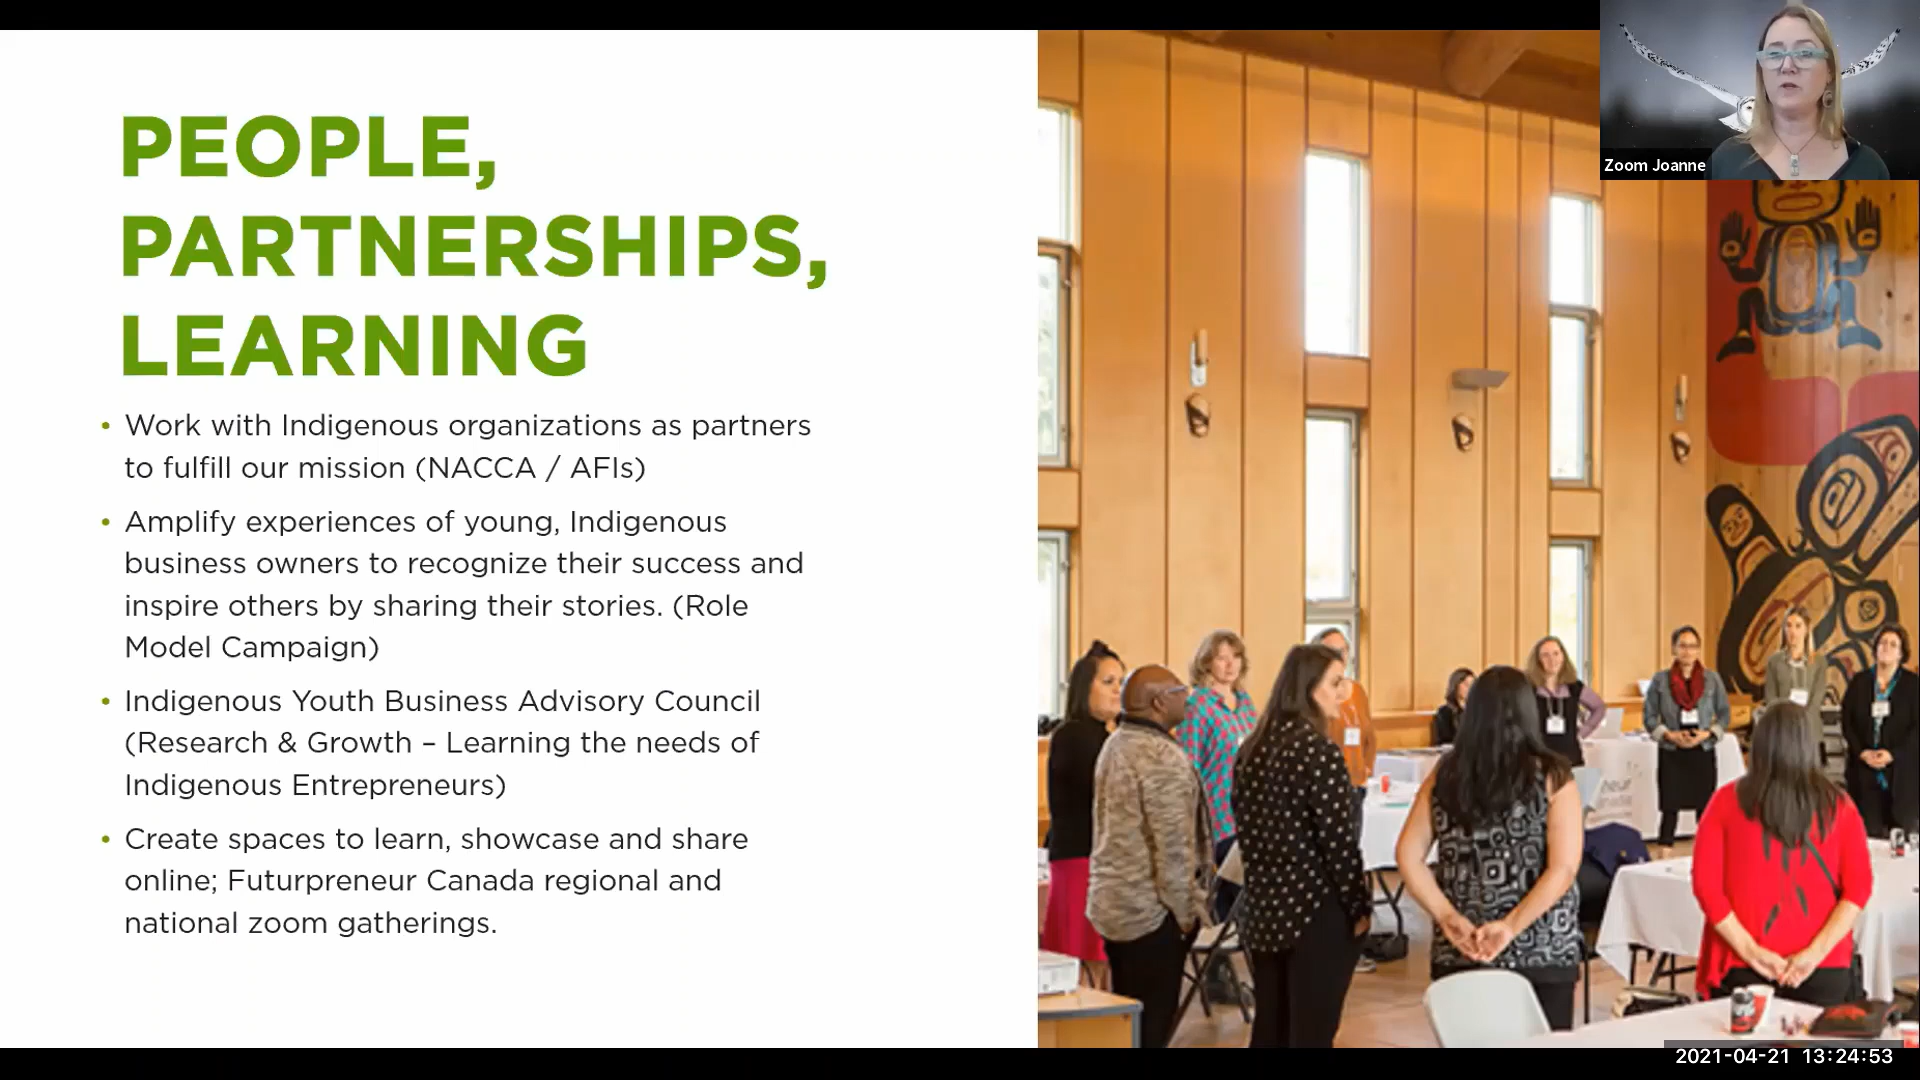 PEOPLE,
PARTNERSHIPS,
LEARNING
• Work with Indigenous organizations as partners
to fulfill our mission (NACCA / AFIs)
• Amplify experiences of young, Indigenous
business owners to recognize their success and
inspire others by sharing their stories. (Role
Model Campaign)
• Indigenous Youth Business Advisory Council
(Research & Growth – Learning the needs of
Indigenous Entrepreneurs)
• Create spaces to learn, showcase and share
online; Futurpreneur Canada regional and
national zoom gatherings.
Zoom Joanne
2021-04-21 13:24:53